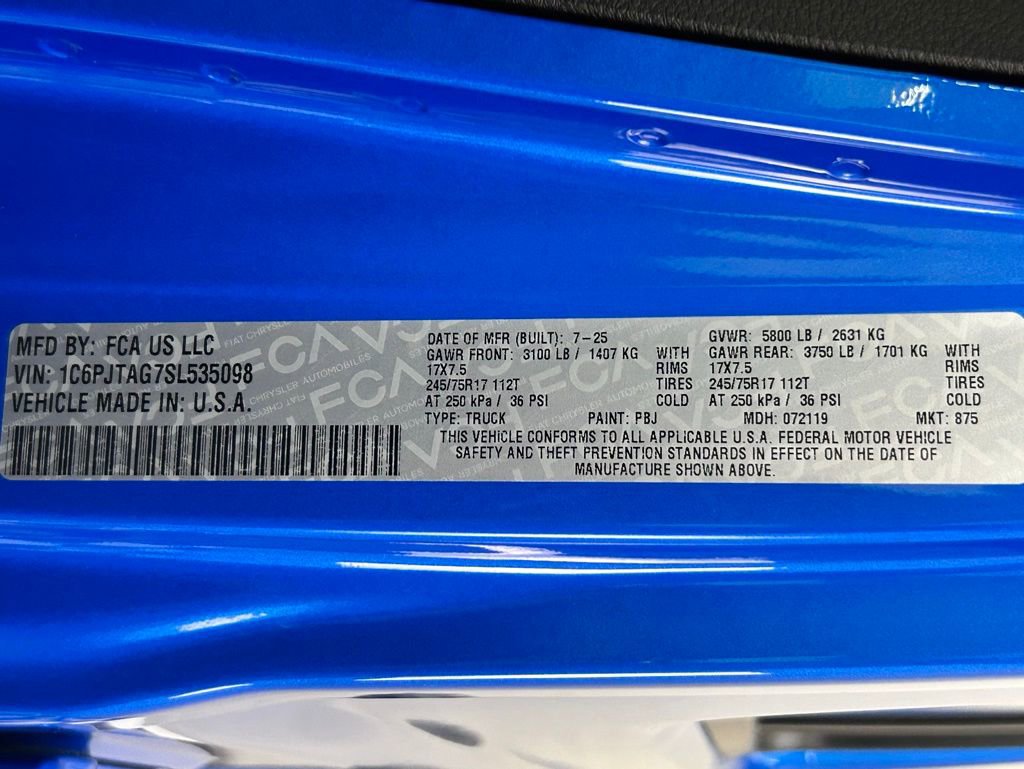 MFD BY: FCA US LLC
VIN: 1C6PJTAG7SL535098
VEHICLE MADE IN: U.S.A.
DATE OF MFR (BUILT): 7-25 GVWR: 5800 LB / 2631 KG
GAWR FRONT: 3100 LB / 1407 KG WITH GAWR REAR: 3750 LB / 1701 KG WITH
17X7.5 RIMS 17X7.5 RIMS
245/75R17 112T TIRES 245/75R17 112T TIRES
AT 250 kPa / 36 PSI COLD AT 250 kPa / 36 PSI COLD
TYPE: TRUCK PAINT: PBJ MDH: 072119 MKT: 875
THIS VEHICLE CONFORMS TO ALL APPLICABLE U.S.A. FEDERAL MOTOR VEHICLE
SAFETY AND THEFT PREVENTION STANDARDS IN EFFECT ON THE DATE OF
MANUFACTURE SHOWN ABOVE.